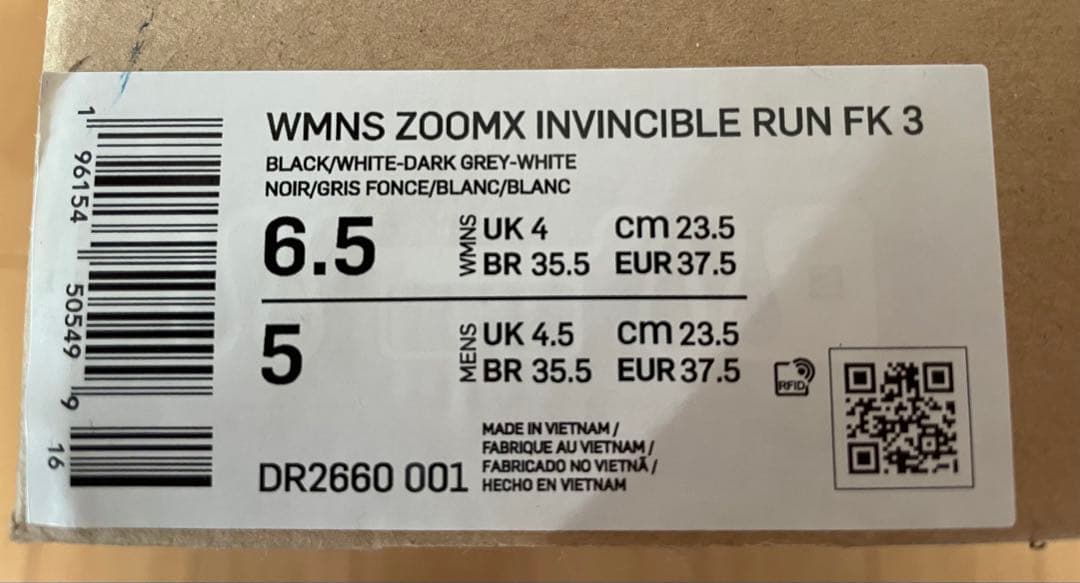 WMNS ZOOMX INVINCIBLE RUN FK 3
BLACK/WHITE-DARK GREY-WHITE
NOIR/GRIS FONCE/BLANC/BLANC
6.5
WMNS
UK 4 cm 23.5
BR 35.5 EUR 37.5
5
MENS
UK 4.5 cm 23.5
BR 35.5 EUR 37.5
RFID
MADE IN VIETNAM /
FABRIQUE AU VIETNAM /
FABRICADO NO VIETNÃ /
HECHO EN VIETNAM
DR2660 001
1 96154 50549 9 16